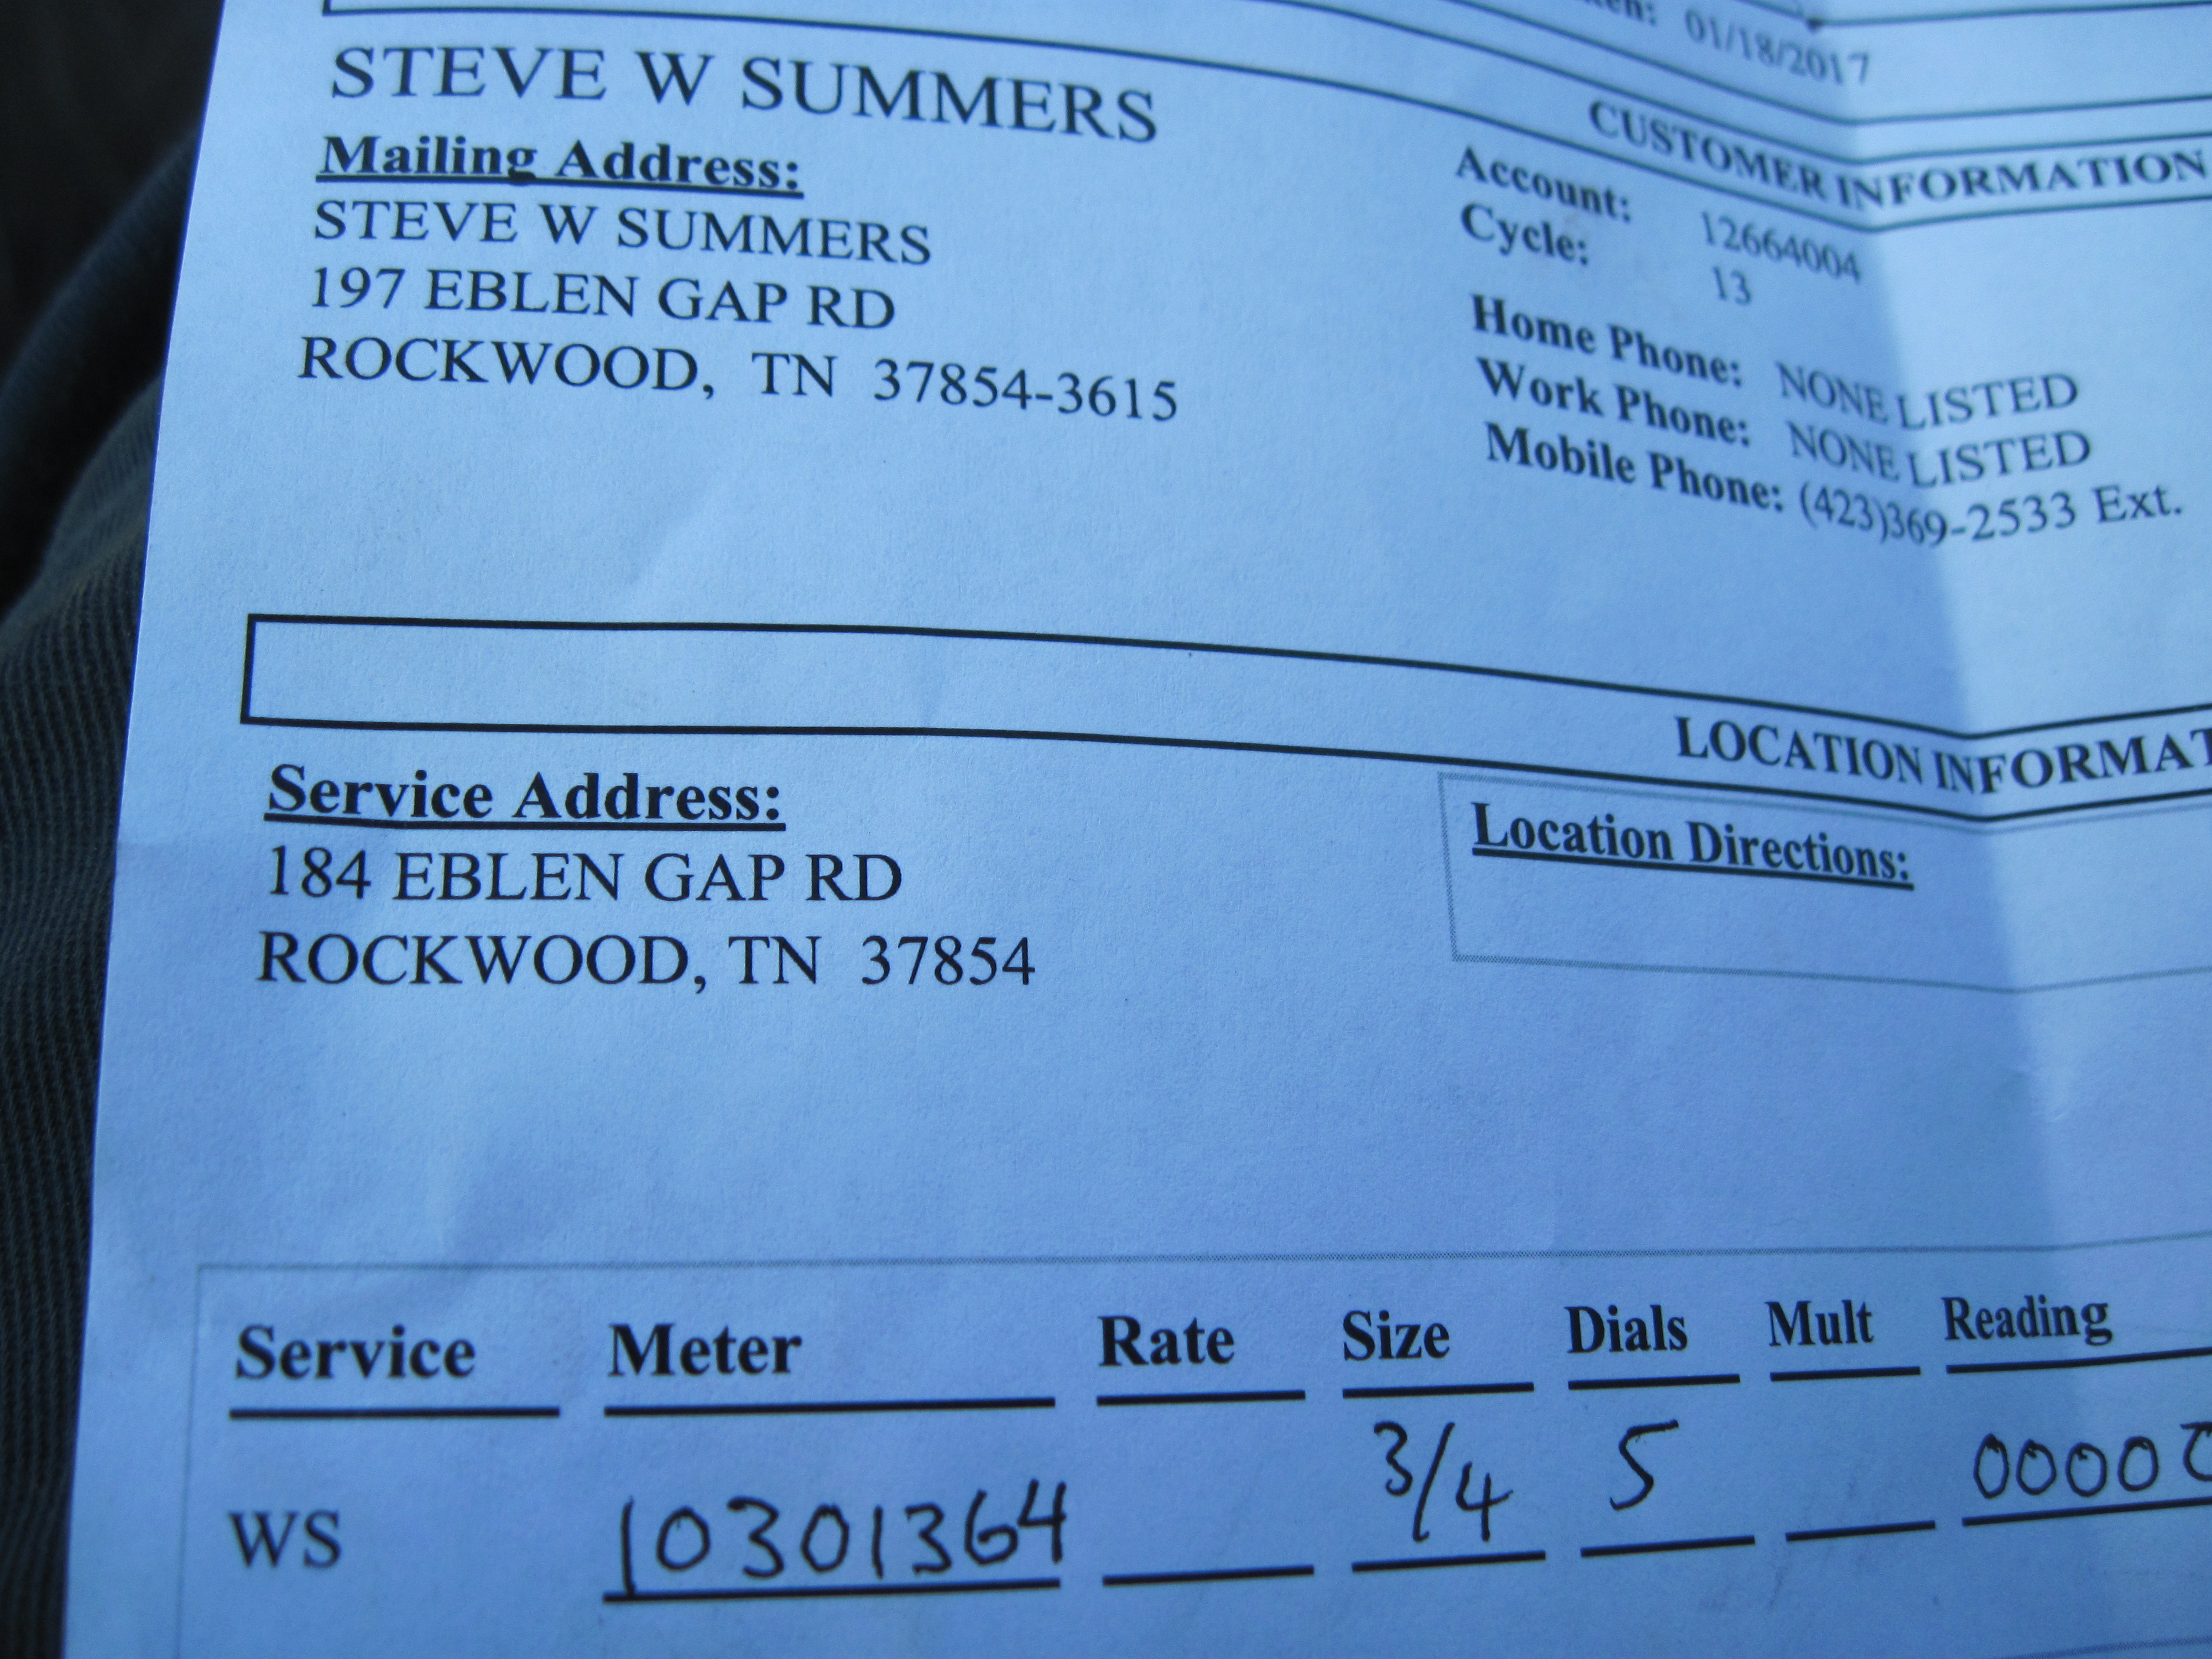 01/18/2017
CUSTOMER INFORMATION
STEVE W SUMMERS
Mailing Address:
STEVE W SUMMERS
197 EBLEN GAP RD
ROCKWOOD, TN 37854-3615
Account: 12664004
Cycle: 13
Home Phone: NONE LISTED
Work Phone: NONE LISTED
Mobile Phone: (423)369-2533 Ext.
LOCATION INFORMAT
Service Address:
184 EBLEN GAP RD
ROCKWOOD, TN 37854
Location Directions:
Service Meter Rate Size Dials Mult Reading
WS 10301364 3/4 5 0000